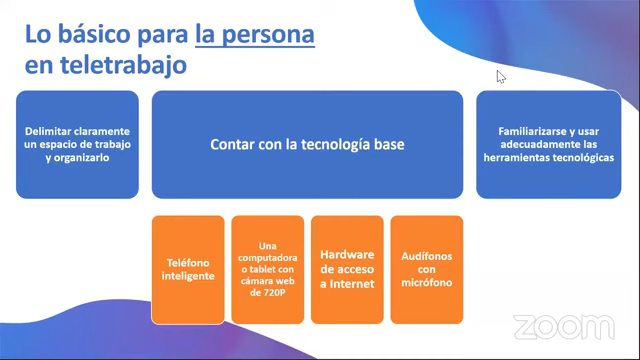 Lo básico para la persona
en teletrabajo
Delimitar claramente
un espacio de trabajo
y organizarlo
Contar con la tecnología base
Familiarizarse y usar
adecuadamente las
herramientas tecnológicas
Teléfono
inteligente
Una
computadora
o tablet con
cámara web
de 720P
Hardware
de acceso
a Internet
Audífonos
con
micrófono
zoom